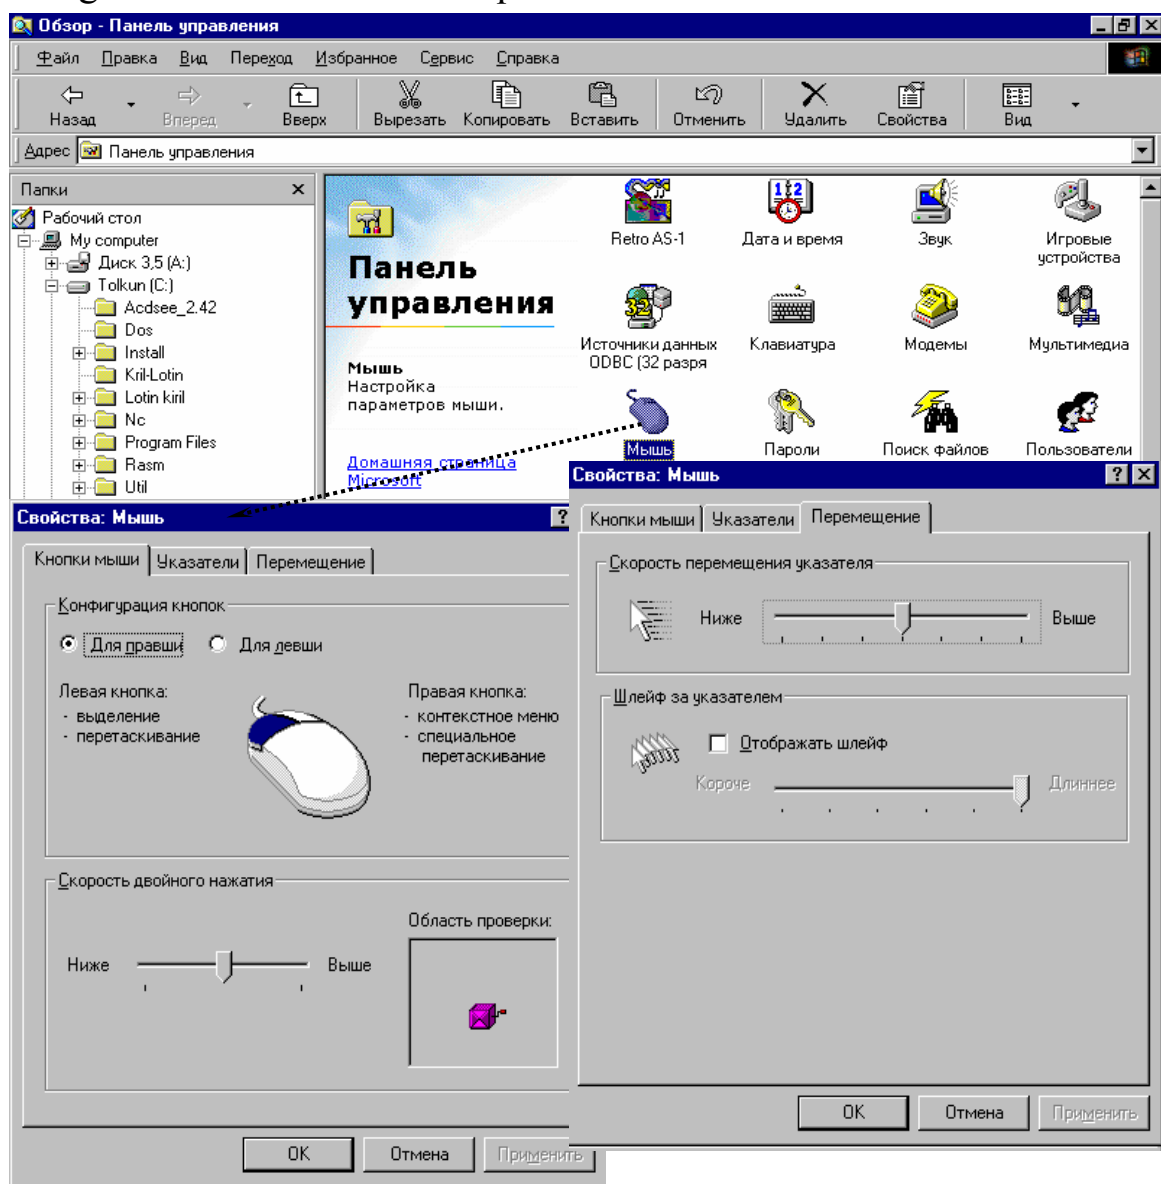 Обзор - Панель управления
Файл Правка Вид Переход Избранное Сервис Справка
Назад Вперед Вверх Вырезать Копировать Вставить Отменить Удалить Свойства Вид
Адрес Панель управления
Папки
Рабочий стол
My computer
Диск 3,5 (A:)
Tolkun (C:)
Acdsee_2.42
Dos
Install
Kril-Lotin
Lotin kiril
Nc
Program Files
Rasm
Util
Панель
управления
Мышь
Настройка
параметров мыши.
Домашняя страница
Microsoft
Retro AS-1 Дата и время Звук Игровые
устройства
Источники данных
ODBC (32 разря
Клавиатура Модемы Мультимедиа
Мышь Пароли Поиск файлов Пользователи
Свойства: Мышь
Кнопки мыши Указатели Перемещение
Конфигурация кнопок
Для правши Для левши
Левая кнопка:
- выделение
- перетаскивание
Правая кнопка:
- контекстное меню
- специальное
перетаскивание
Скорость двойного нажатия
Область проверки:
Ниже Выше
OK Отмена Применить
Свойства: Мышь
Кнопки мыши Указатели Перемещение
Скорость перемещения указателя
Ниже Выше
Шлейф за указателем
Отображать шлейф
Короче Длиннее
OK Отмена Применить